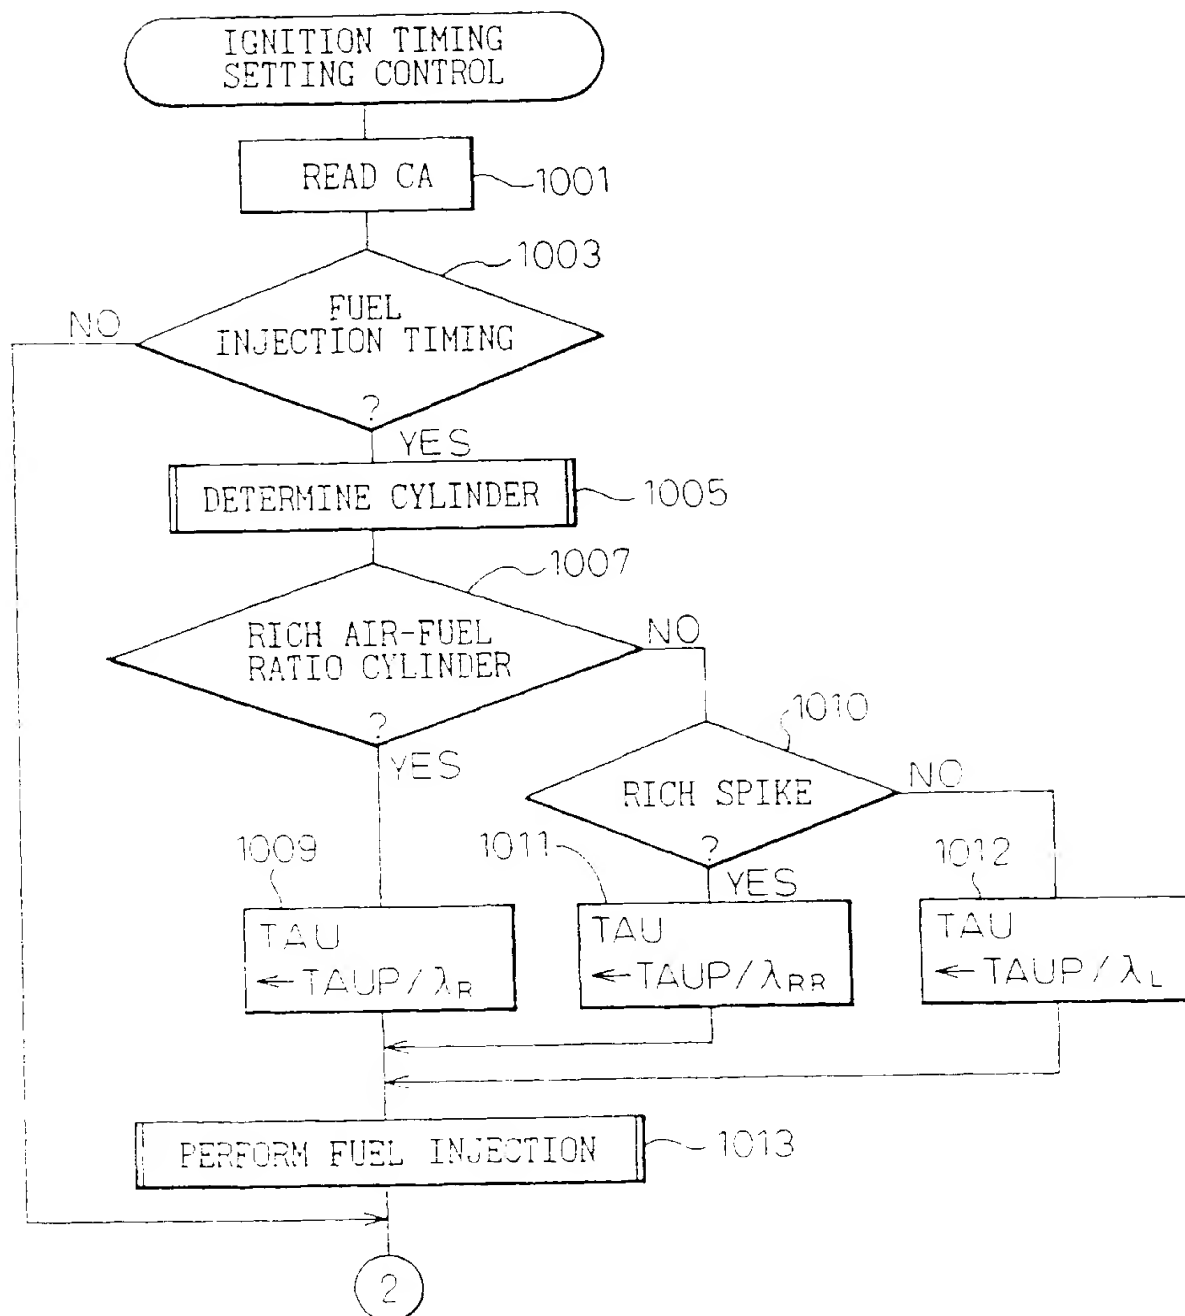 IGNITION TIMING
SETTING CONTROL
READ CA
1001
1003
FUEL
INJECTION TIMING
?
NO
YES
DETERMINE CYLINDER
1005
1007
RICH AIR-FUEL
RATIO CYLINDER
?
NO
YES
1010
RICH SPIKE
?
NO
YES
1009
TAU
← TAUP/λR
1011
TAU
← TAUP/λRR
1012
TAU
← TAUP/λL
PERFORM FUEL INJECTION
1013
2